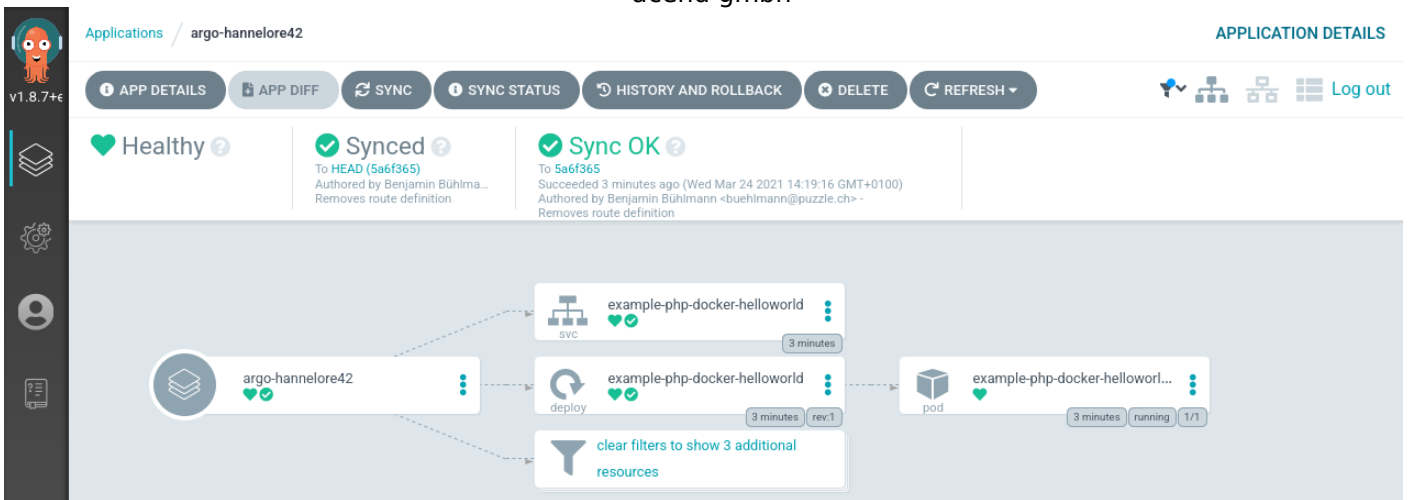 acend gmbh
Applications / argo-hannelore42
APPLICATION DETAILS
v1.8.7+e
APP DETAILS
APP DIFF
SYNC
SYNC STATUS
HISTORY AND ROLLBACK
DELETE
REFRESH
Log out
Healthy
Synced
To HEAD (5a6f365)
Authored by Benjamin Bühlma...
Removes route definition
Sync OK
To 5a6f365
Succeeded 3 minutes ago (Wed Mar 24 2021 14:19:16 GMT+0100)
Authored by Benjamin Bühlmann <buehlmann@puzzle.ch> -
Removes route definition
example-php-docker-helloworld
svc
3 minutes
argo-hannelore42
example-php-docker-helloworld
deploy
3 minutes
rev:1
example-php-docker-helloworl...
pod
3 minutes
running
1/1
clear filters to show 3 additional
resources